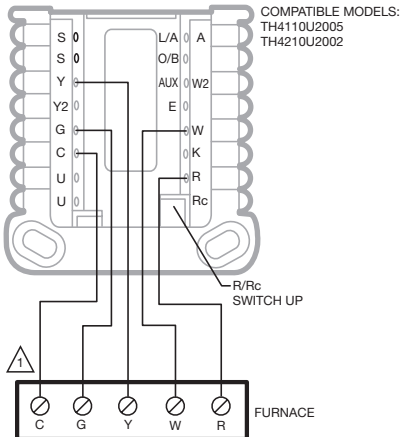 COMPATIBLE MODELS:
TH4110U2005
TH4210U2002
S L/A A
S O/B
Y AUX W2
Y2 E
G W
C K
U R
U Rc
R/Rc
SWITCH UP
1
C G Y W R
FURNACE